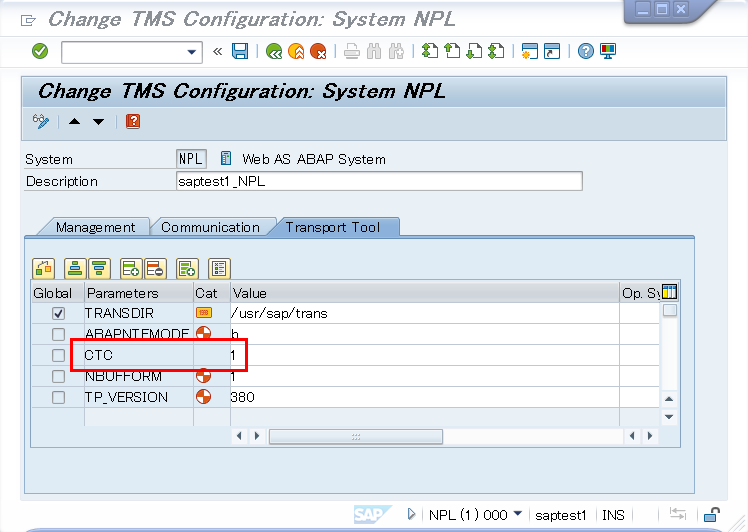 Change TMS Configuration: System NPL
Change TMS Configuration: System NPL
System NPL Web AS ABAP System
Description saptest1_NPL
Management Communication Transport Tool
Global Parameters Cat Value Op. Sy
TRANSDIR /usr/sap/trans
ABAPNTFMODE b
CTC 1
NBUFFORM 1
TP_VERSION 380
SAP NPL (1) 000 saptest1 INS